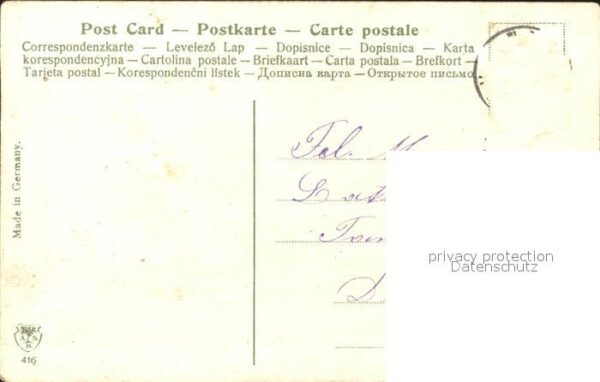 Post Card — Postkarte — Carte postale
Correspondenzkarte — Levelező Lap — Dopisnice — Dopisnica — Karta
korespondencyjna — Cartolina postale — Briefkaart — Carta postala — Brefkort —
Tarjeta postal — Korespondenční lístek — Дописна карта — Открытое письмо
Made in Germany.
privacy protection
Datenschutz
416